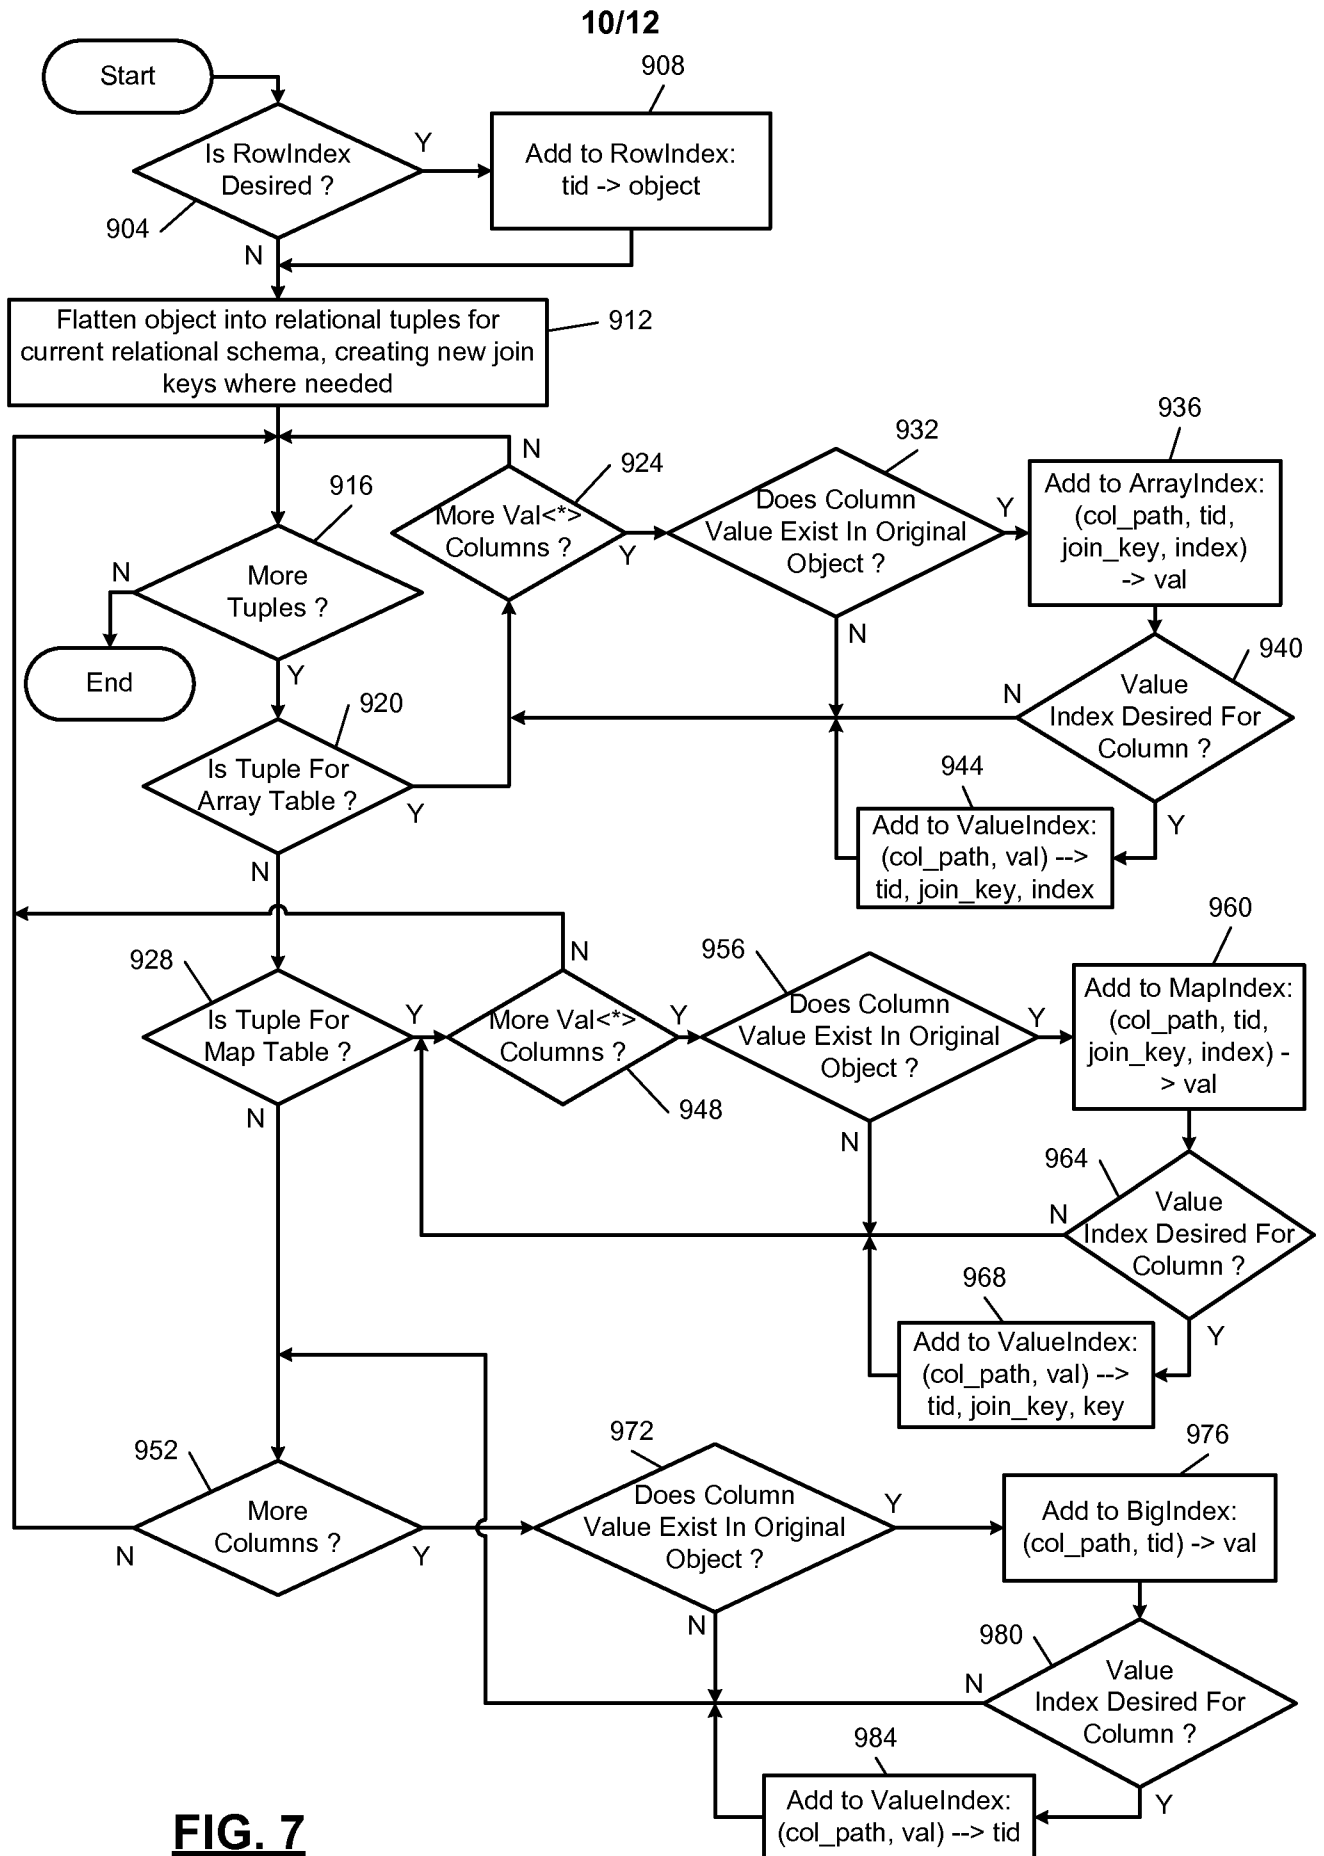 10/12
Start
908
Is RowIndex
Desired ?
Y
Add to RowIndex:
tid -> object
904
N
Flatten object into relational tuples for
current relational schema, creating new join
keys where needed
912
936
932
N
924
916
More Val<*>
Columns ?
Y
Does Column
Value Exist In Original
Object ?
Y
Add to ArrayIndex:
(col_path, tid,
join_key, index)
-> val
N
More
Tuples ?
N
940
End
Y
N
Value
Index Desired For
Column ?
920
Is Tuple For
Array Table ?
Y
944
Y
Add to ValueIndex:
(col_path, val) -->
tid, join_key, index
N
960
928
N
956
Is Tuple For
Map Table ?
Y
More Val<*>
Columns ?
Y
Does Column
Value Exist In Original
Object ?
Y
Add to MapIndex:
(col_path, tid,
join_key, index) -
> val
948
N
N
964
N
Value
Index Desired For
Column ?
968
Y
Add to ValueIndex:
(col_path, val) -->
tid, join_key, key
952
972
976
More
Columns ?
N
Y
Does Column
Value Exist In Original
Object ?
Y
Add to BigIndex:
(col_path, tid) -> val
N
980
N
Value
Index Desired For
Column ?
984
Y
Add to ValueIndex:
(col_path, val) --> tid
FIG. 7